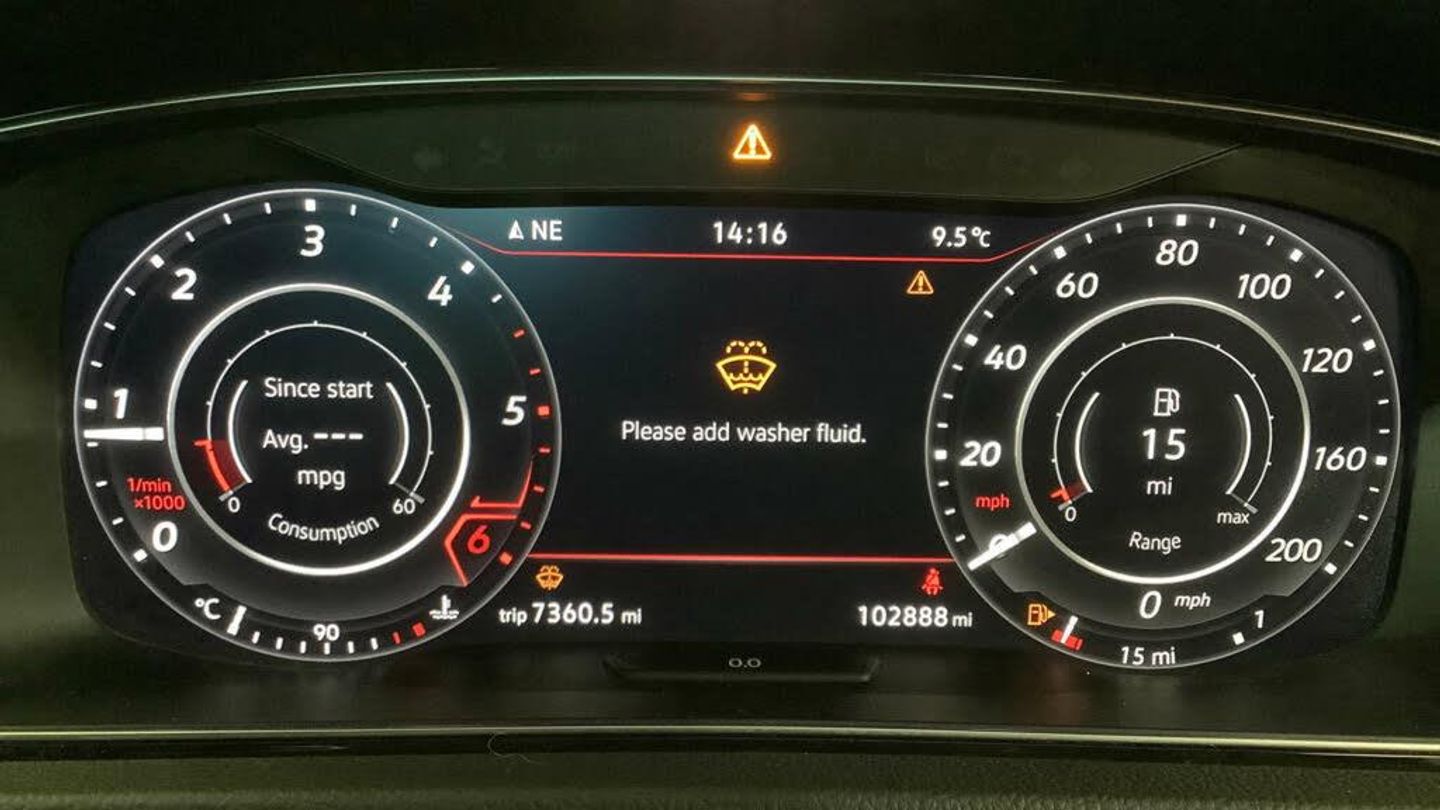 NE 14:16 9.5°C
0 1 2 3 4 5 6
1/min
x1000
Since start
Avg. ---
mpg
0 60
Consumption
°C 90
Please add washer fluid.
trip 7360.5 mi 102888 mi
0.0
0 20 40 60 80 100 120 160 200
mph
15
mi
0 max
Range
0 mph
15 mi 1